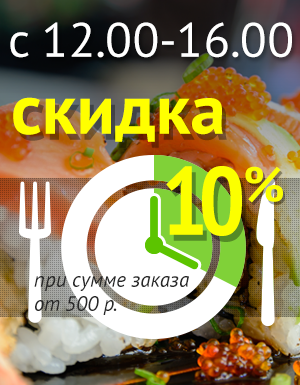 с 12.00-16.00
скидка
10%
при сумме заказа
от 500 р.